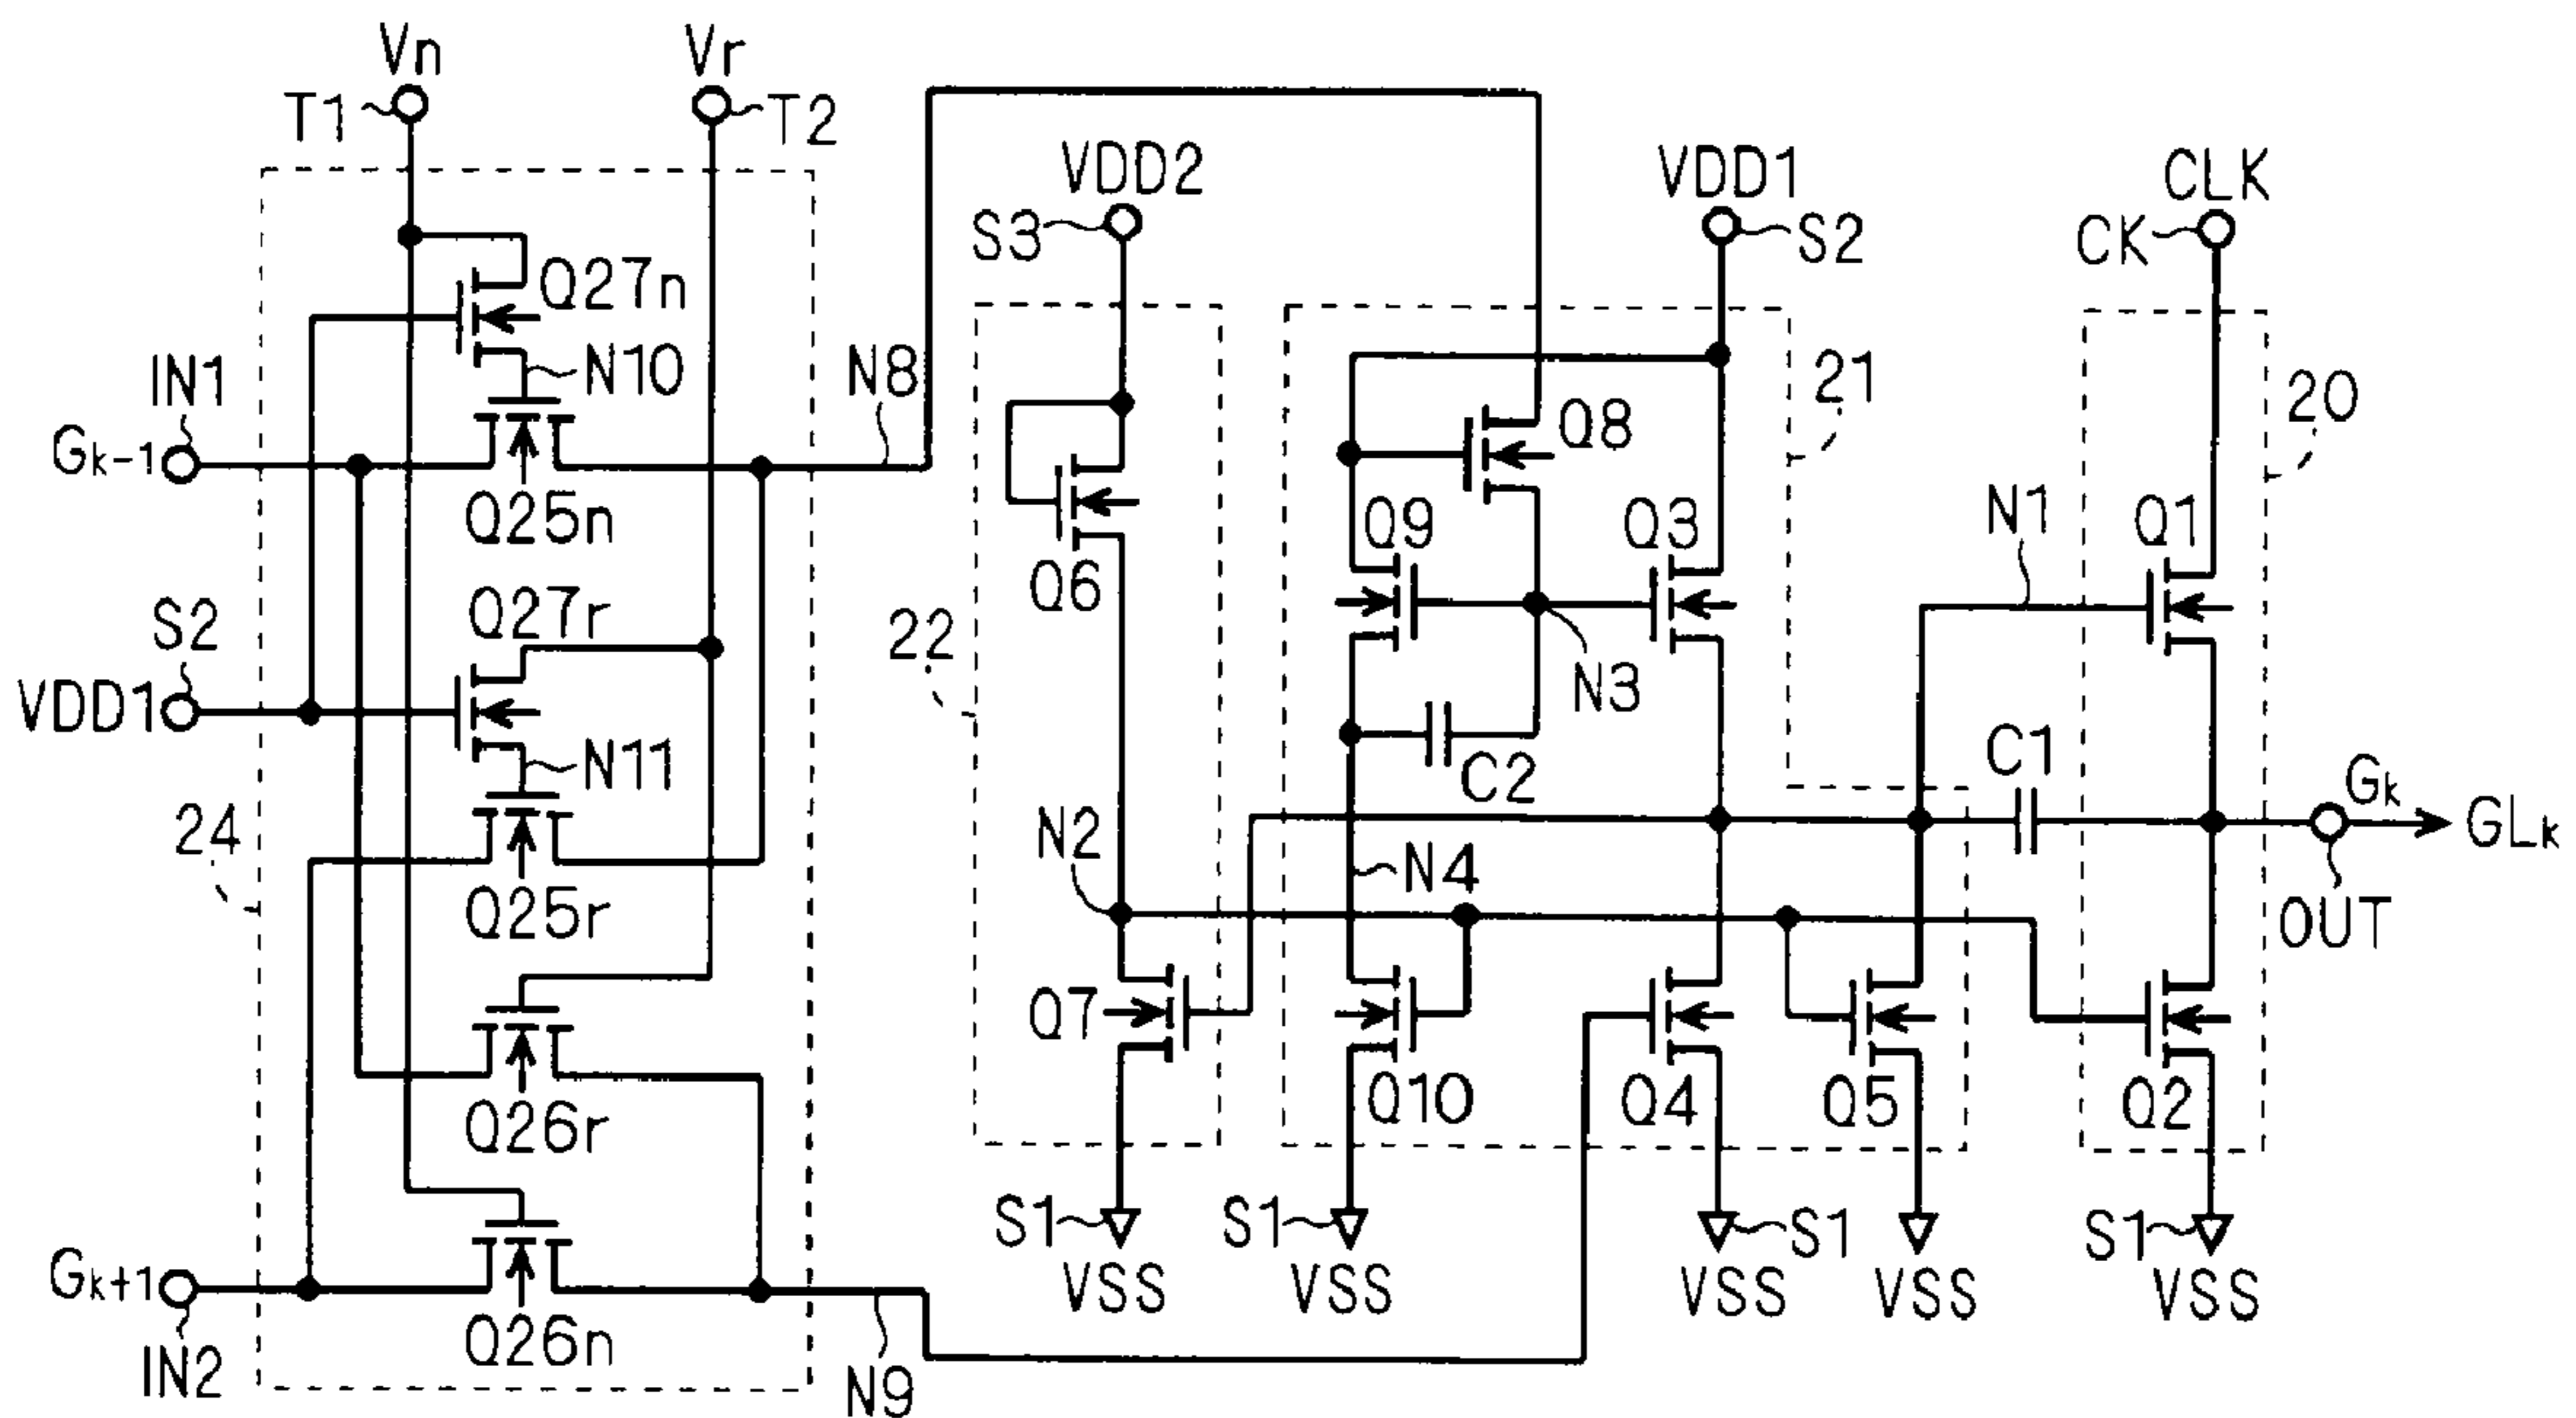 Vn
Vr
T1
T2
VDD2
VDD1
CLK
S3
S2
CK
Q27n
IN1
N10
N8
21
20
Gk-1
Q8
Q25n
Q9
Q3
N1
Q1
Q6
S2
Q27r
22
N3
VDD1
N11
C2
C1
Gk
GLk
24
N2
N4
Q25r
OUT
Q7
Q10
Q4
Q5
Q2
Q26r
S1
S1
S1
S1
Gk+1
VSS
VSS
VSS
VSS
VSS
Q26n
IN2
N9